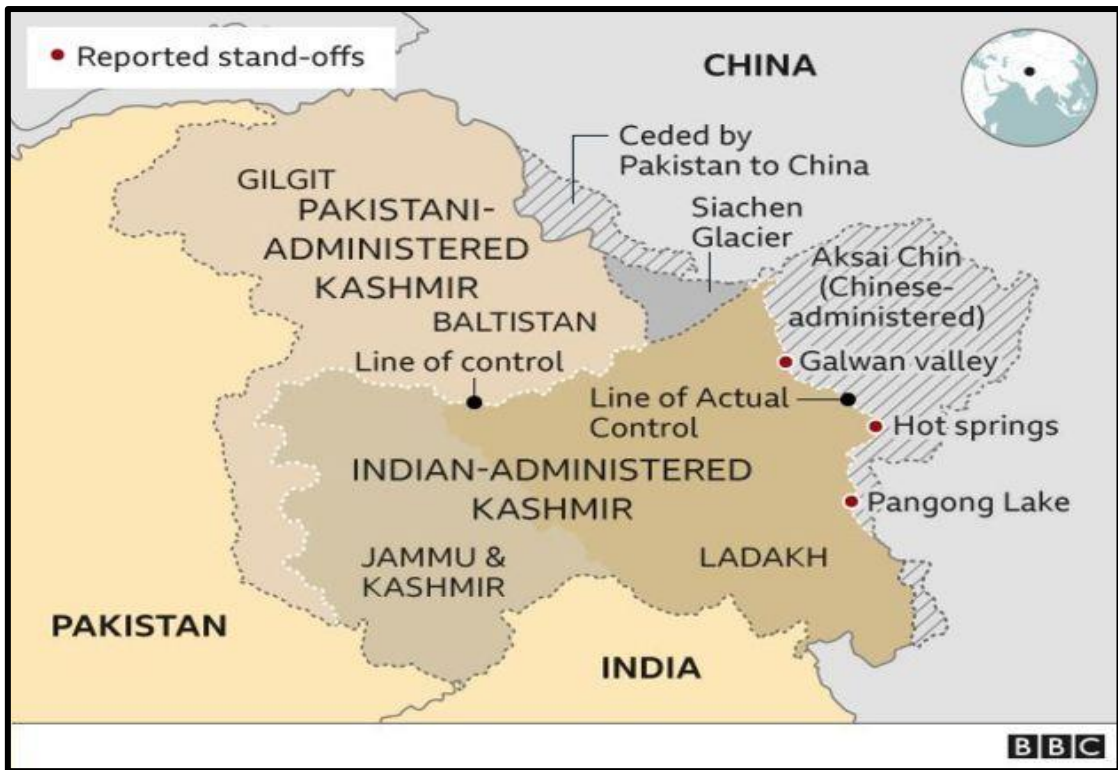 Reported stand-offs
CHINA
Ceded by
Pakistan to China
GILGIT
PAKISTANI-
ADMINISTERED
KASHMIR
Siachen
Glacier
Aksai Chin
(Chinese-
administered)
BALTISTAN
Line of control
Galwan valley
Line of Actual
Control
Hot springs
INDIAN-ADMINISTERED
KASHMIR
Pangong Lake
JAMMU &
KASHMIR
LADAKH
PAKISTAN
INDIA
BBC